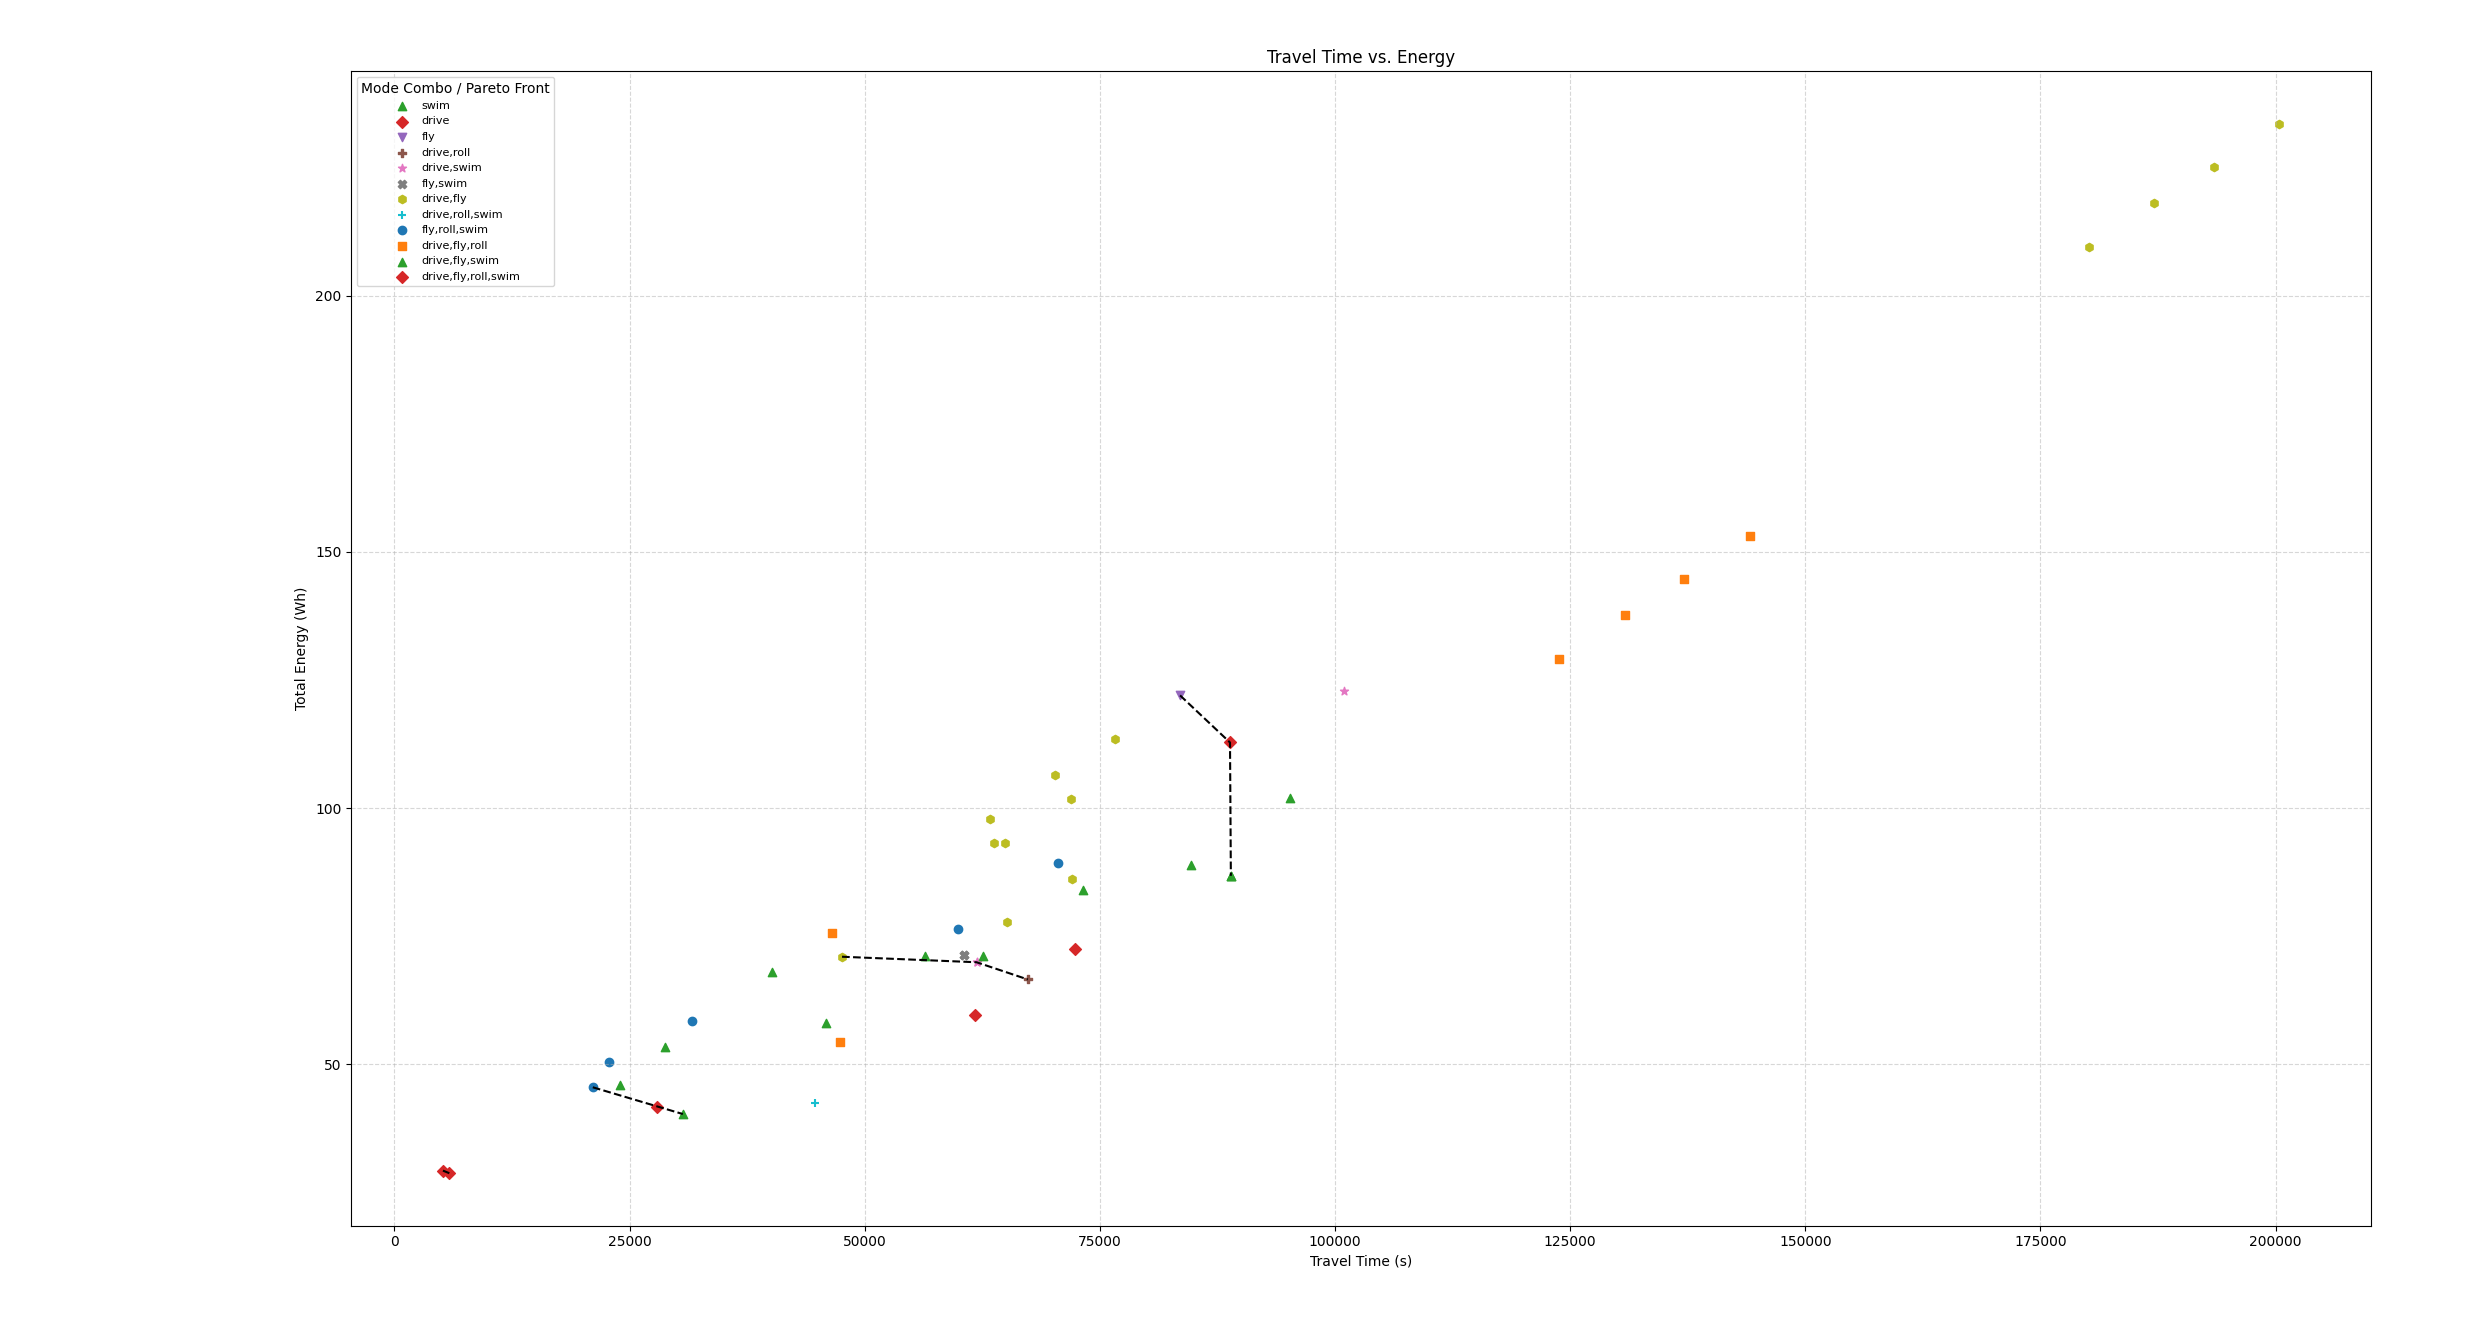 Travel Time vs. Energy
Mode Combo / Pareto Front
swim
drive
fly
drive,roll
drive,swim
fly,swim
drive,fly
drive,roll,swim
fly,roll,swim
drive,fly,roll
drive,fly,swim
drive,fly,roll,swim
Total Energy (Wh)
200
150
100
50
0 25000 50000 75000 100000 125000 150000 175000 200000
Travel Time (s)